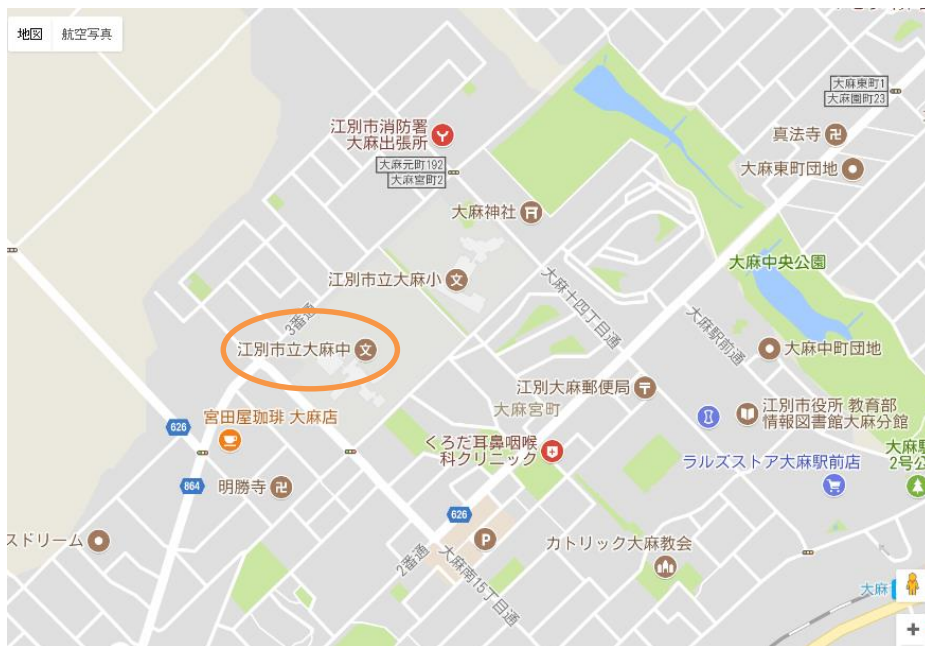 地図 航空写真
大麻東町1
大麻園町23
江別市消防署
大麻出張所
真法寺
大麻元町192
大麻宮町2
大麻東町団地
大麻神社
大麻中央公園
江別市立大麻小
大麻十四丁目通
3番通
大麻駅前通
江別市立大麻中
大麻中町団地
江別大麻郵便局
大麻宮町
江別市役所 教育部
情報図書館大麻分館
宮田屋珈琲 大麻店
626
くろだ耳鼻咽喉
科クリニック
ラルズストア大麻駅前店
大麻駅
2号公
864
明勝寺
626
P
スドリーム
2番通
大麻南15丁目通
カトリック大麻教会
大麻